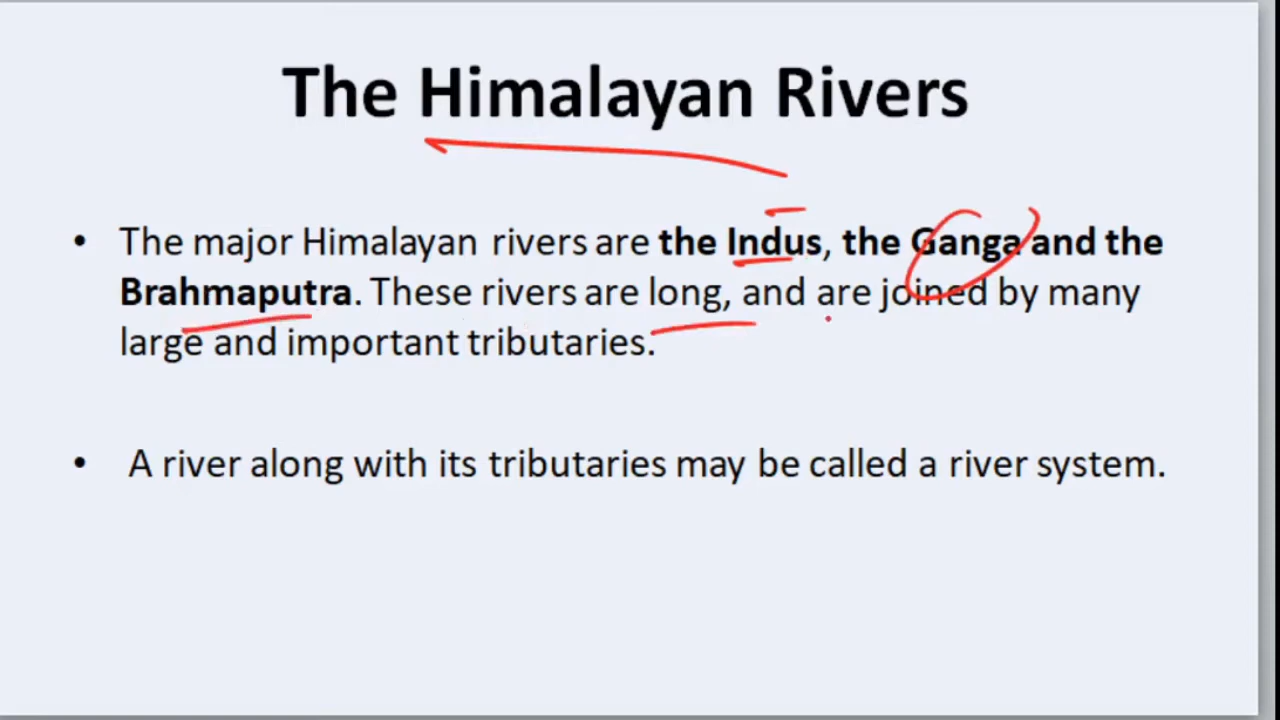 The Himalayan Rivers
• The major Himalayan rivers are the Indus, the Ganga and the
Brahmaputra. These rivers are long, and are joined by many
large and important tributaries.
• A river along with its tributaries may be called a river system.